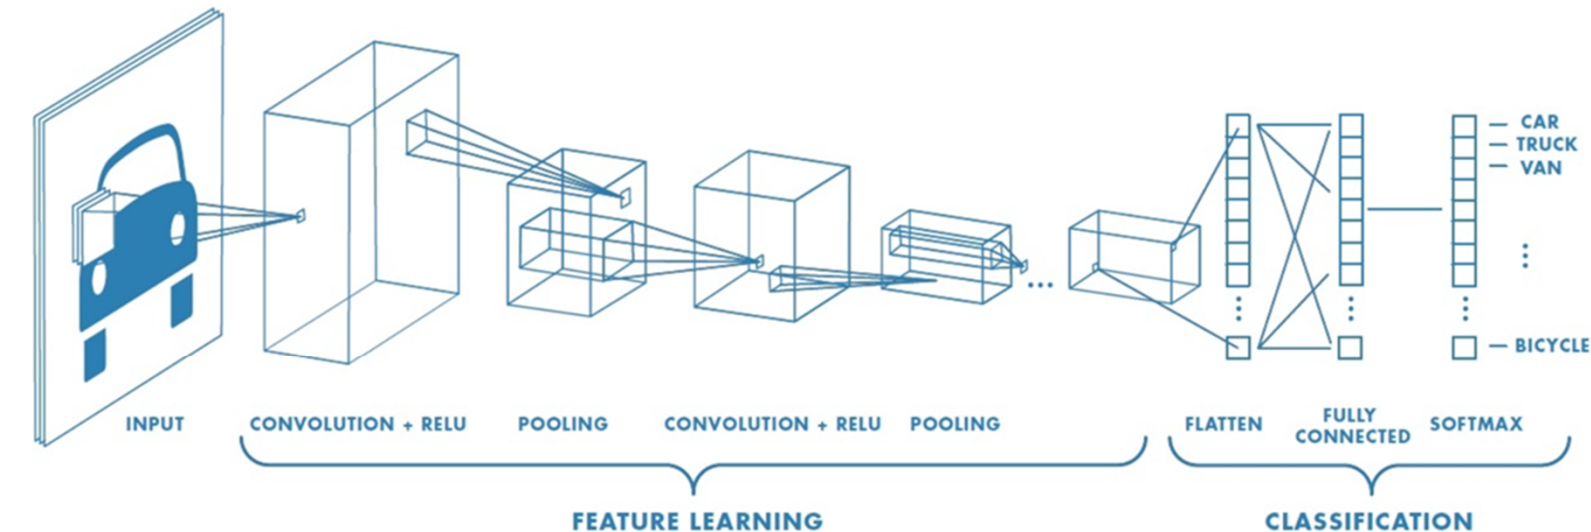 CAR
TRUCK
VAN
BICYCLE
INPUT
CONVOLUTION + RELU
POOLING
CONVOLUTION + RELU
POOLING
FLATTEN
FULLY
CONNECTED
SOFTMAX
FEATURE LEARNING
CLASSIFICATION